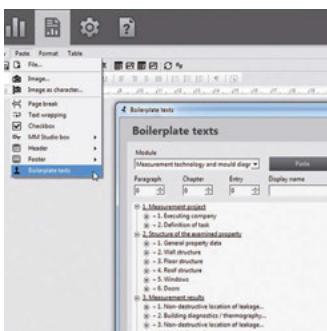 Paste Format Table
File...
Image...
Image as character...
Page break
Text wrapping
Checkbox
MM Studio box
Header
Footer
Boilerplate texts
Boilerplate texts
Boilerplate texts
Module
Measurement technology and mould diagr
Paste
Paragraph Chapter Entry Display name
0 0 0
1. Measurement project
1. Executing company
2. Definition of task
2. Structure of the examined property
1. General property data
2. Wall structure
3. Floor structure
4. Roof structure
5. Windows
6. Doors
3. Measurement results
1. Non-destructive location of leakage...
2. Building diagnostics / thermography...
3. Non-destructive location of leakage...